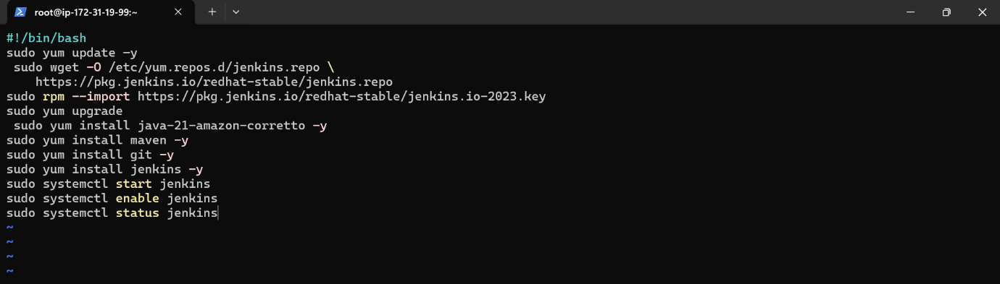 root@ip-172-31-19-99:~
#!/bin/bash
sudo yum update -y
 sudo wget -O /etc/yum.repos.d/jenkins.repo \
    https://pkg.jenkins.io/redhat-stable/jenkins.repo
sudo rpm --import https://pkg.jenkins.io/redhat-stable/jenkins.io-2023.key
sudo yum upgrade
 sudo yum install java-21-amazon-corretto -y
sudo yum install maven -y
sudo yum install git -y
sudo yum install jenkins -y
sudo systemctl start jenkins
sudo systemctl enable jenkins
sudo systemctl status jenkins
~
~
~
~